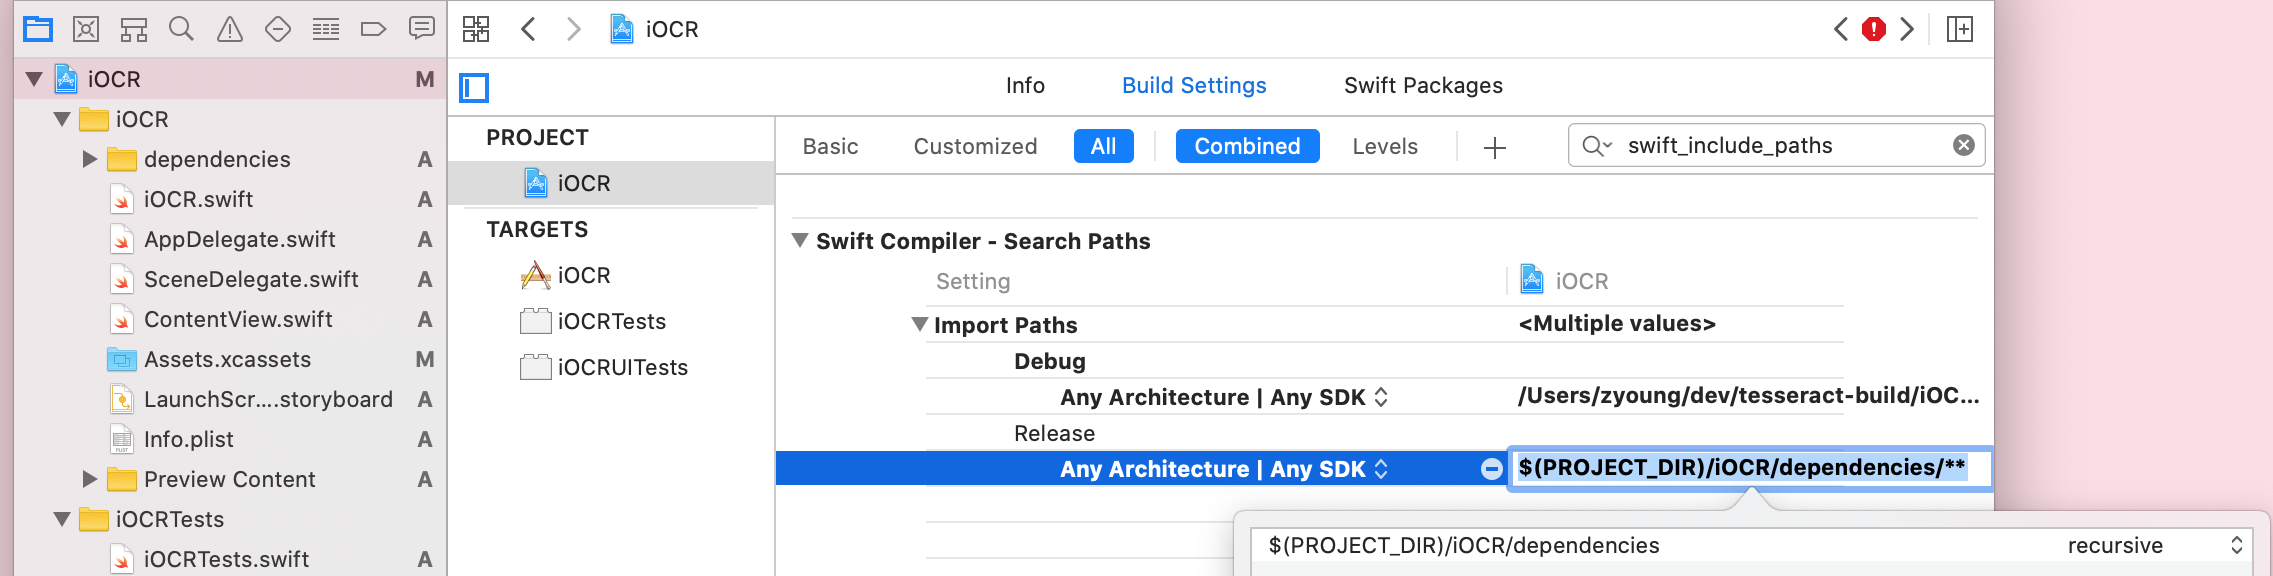 iOCR
Info
Build Settings
Swift Packages
iOCR M
iOCR
dependencies A
iOCR.swift A
AppDelegate.swift A
SceneDelegate.swift A
ContentView.swift A
Assets.xcassets M
LaunchScr....storyboard A
Info.plist A
Preview Content A
iOCRTests
iOCRTests.swift A
PROJECT
iOCR
TARGETS
iOCR
iOCRTests
iOCRUITests
Basic Customized All Combined Levels swift_include_paths
Swift Compiler - Search Paths
Setting iOCR
Import Paths <Multiple values>
Debug
Any Architecture | Any SDK /Users/zyoung/dev/tesseract-build/iOC...
Release
Any Architecture | Any SDK $(PROJECT_DIR)/iOCR/dependencies/**
$(PROJECT_DIR)/iOCR/dependencies recursive